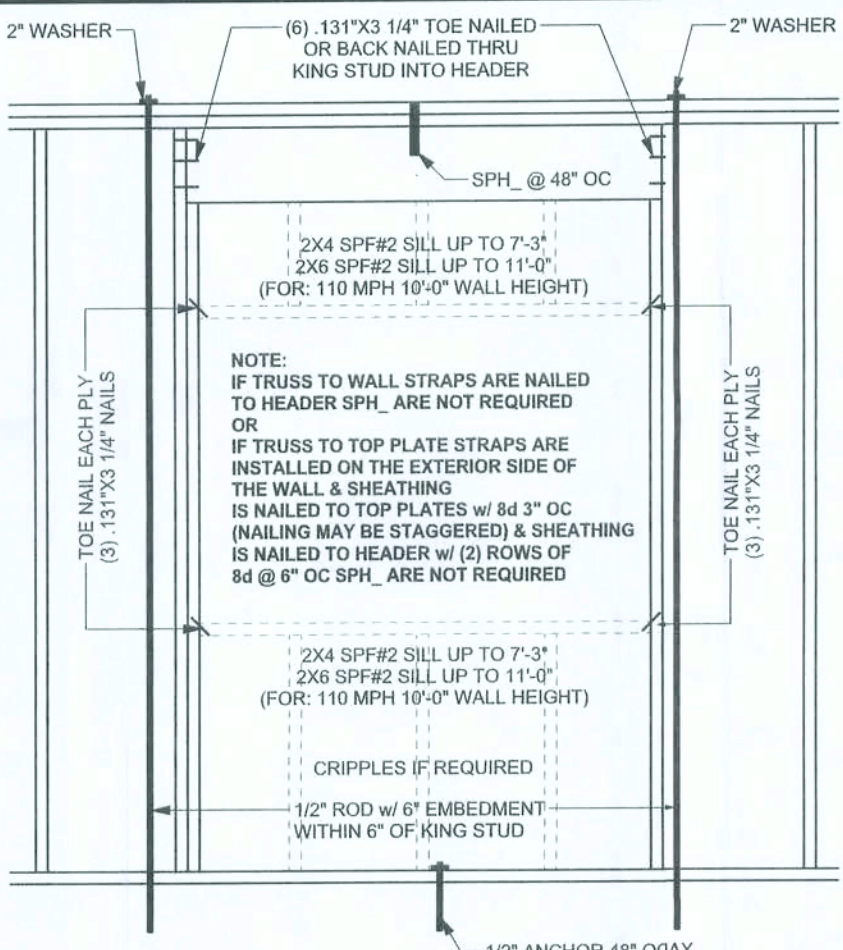 2" WASHER
(6) .131"X3 1/4" TOE NAILED
OR BACK NAILED THRU
KING STUD INTO HEADER
2" WASHER
SPH_ @ 48" OC
2X4 SPF#2 SILL UP TO 7'-3"
2X6 SPF#2 SILL UP TO 11'-0"
(FOR: 110 MPH 10'-0" WALL HEIGHT)
TOE NAIL EACH PLY
(3) .131"X3 1/4" NAILS
NOTE:
IF TRUSS TO WALL STRAPS ARE NAILED
TO HEADER SPH_ ARE NOT REQUIRED
OR
IF TRUSS TO TOP PLATE STRAPS ARE
INSTALLED ON THE EXTERIOR SIDE OF
THE WALL & SHEATHING
IS NAILED TO TOP PLATES w/ 8d 3" OC
(NAILING MAY BE STAGGERED) & SHEATHING
IS NAILED TO HEADER w/ (2) ROWS OF
8d @ 6" OC SPH_ ARE NOT REQUIRED
TOE NAIL EACH PLY
(3) .131"X3 1/4" NAILS
2X4 SPF#2 SILL UP TO 7'-3"
2X6 SPF#2 SILL UP TO 11'-0"
(FOR: 110 MPH 10'-0" WALL HEIGHT)
CRIPPLES IF REQUIRED
1/2" ROD w/ 6" EMBEDMENT
WITHIN 6" OF KING STUD
1/2" ANCHOR 48"